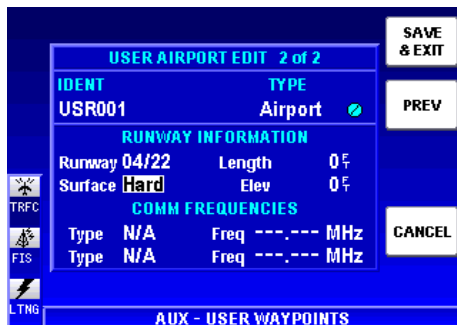 SAVE
& EXIT
USER AIRPORT EDIT 2 of 2
IDENT TYPE
USR001 Airport
PREV
RUNWAY INFORMATION
Runway 04/22 Length 0 FT
Surface Hard Elev 0 FT
TRFC
COMM FREQUENCIES
Type N/A Freq ---.--- MHz
CANCEL
FIS
Type N/A Freq ---.--- MHz
LTNG
AUX - USER WAYPOINTS